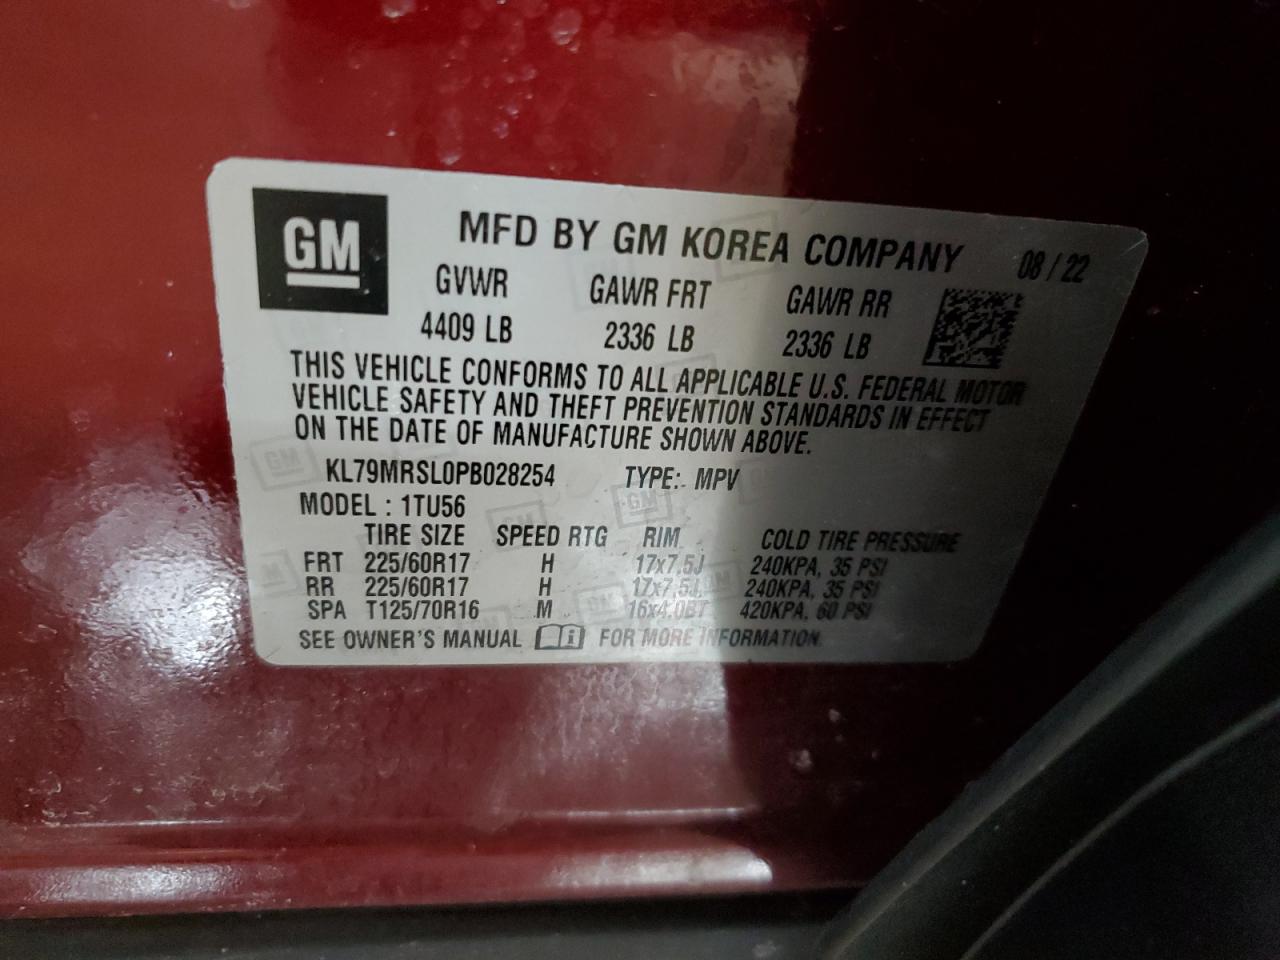 GM
MFD BY GM KOREA COMPANY 08 / 22
GVWR GAWR FRT GAWR RR
4409 LB 2336 LB 2336 LB
THIS VEHICLE CONFORMS TO ALL APPLICABLE U.S. FEDERAL MOTOR
VEHICLE SAFETY AND THEFT PREVENTION STANDARDS IN EFFECT
ON THE DATE OF MANUFACTURE SHOWN ABOVE.
KL79MRSL0PB028254 TYPE: MPV
MODEL : 1TU56
TIRE SIZE SPEED RTG RIM COLD TIRE PRESSURE
FRT 225/60R17 H 17x7.5J 240KPA, 35 PSI
RR 225/60R17 H 17x7.5J 240KPA, 35 PSI
SPA T125/70R16 M 16x4.0BT 420KPA, 60 PSI
SEE OWNER'S MANUAL FOR MORE INFORMATION.